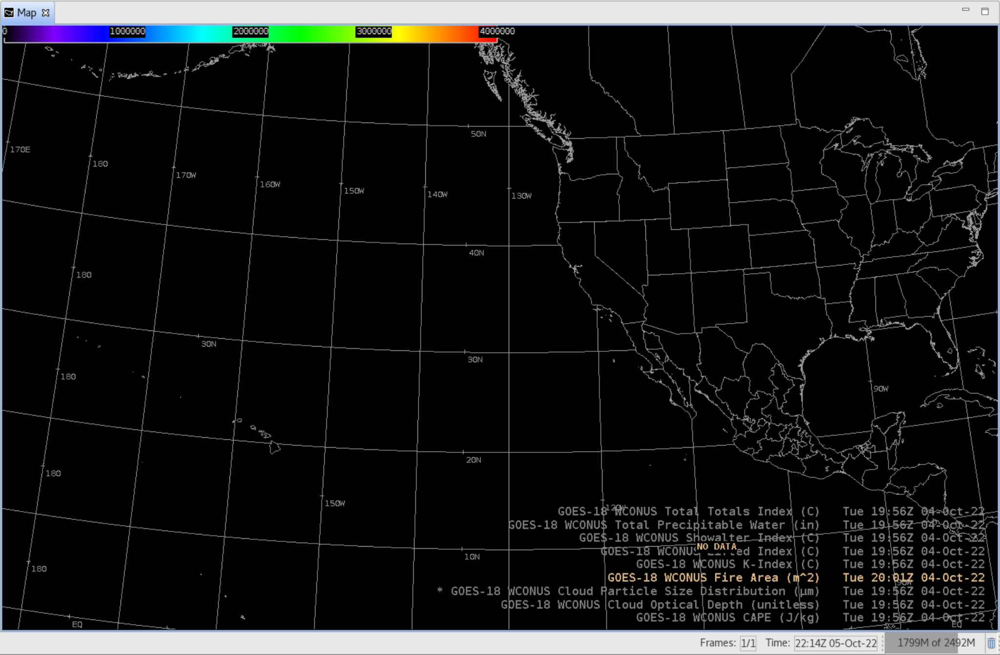 Map
0 1000000 2000000 3000000 4000000
50N
170E
180
170W
160W
150W
140W
130W
40N
180
30N
30N
180
90W
20N
180
150W
120W
GOES-18 WCONUS Total Totals Index (C) Tue 19:56Z 04-Oct-22
GOES-18 WCONUS Total Precipitable Water (in) Tue 19:56Z 04-Oct-22
GOES-18 WCONUS Showalter Index (C) Tue 19:56Z 04-Oct-22
NO DATA
GOES-18 WCONUS Lifted Index (C) Tue 19:56Z 04-Oct-22
10N
GOES-18 WCONUS K-Index (C) Tue 19:56Z 04-Oct-22
180
GOES-18 WCONUS Fire Area (m^2) Tue 20:01Z 04-Oct-22
90W
* GOES-18 WCONUS Cloud Particle Size Distribution (µm) Tue 19:56Z 04-Oct-22
GOES-18 WCONUS Cloud Optical Depth (unitless) Tue 19:56Z 04-Oct-22
GOES-18 WCONUS CAPE (J/kg) Tue 19:56Z 04-Oct-22
EQ
EQ
Frames: 1/1 Time: 22:14Z 05-Oct-22 1799M of 2492M